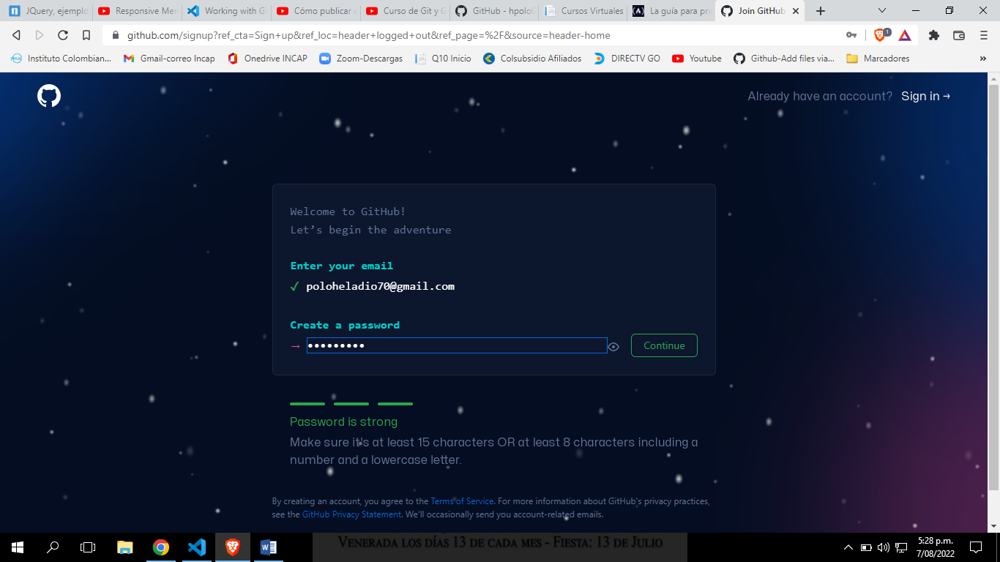 JQuery, ejemplo
Responsive Men
Working with Gi
Cómo publicar u
Curso de Git y G
GitHub - hpoloG
Cursos Virtuales
La guía para prin
Join GitHub
github.com/signup?ref_cta=Sign+up&ref_loc=header+logged+out&ref_page=%2F&source=header-home
1
Instituto Colombian...
Gmail-correo Incap
Onedrive INCAP
Zoom-Descargas
Q10 Inicio
Colsubsidio Afiliados
DIRECTV GO
Youtube
Github-Add files via...
Marcadores
»
Already have an account? Sign in →
Welcome to GitHub!
Let's begin the adventure
Enter your email
✓ poloheladio70@gmail.com
Create a password
→ •••••••••
Continue
Password is strong
Make sure it's at least 15 characters OR at least 8 characters including a
number and a lowercase letter.
By creating an account, you agree to the Terms of Service. For more information about GitHub's privacy practices,
see the GitHub Privacy Statement. We'll occasionally send you account-related emails.
Venerada los días 13 de cada mes - Fiesta: 13 de Julio
5:28 p.m.
7/08/2022